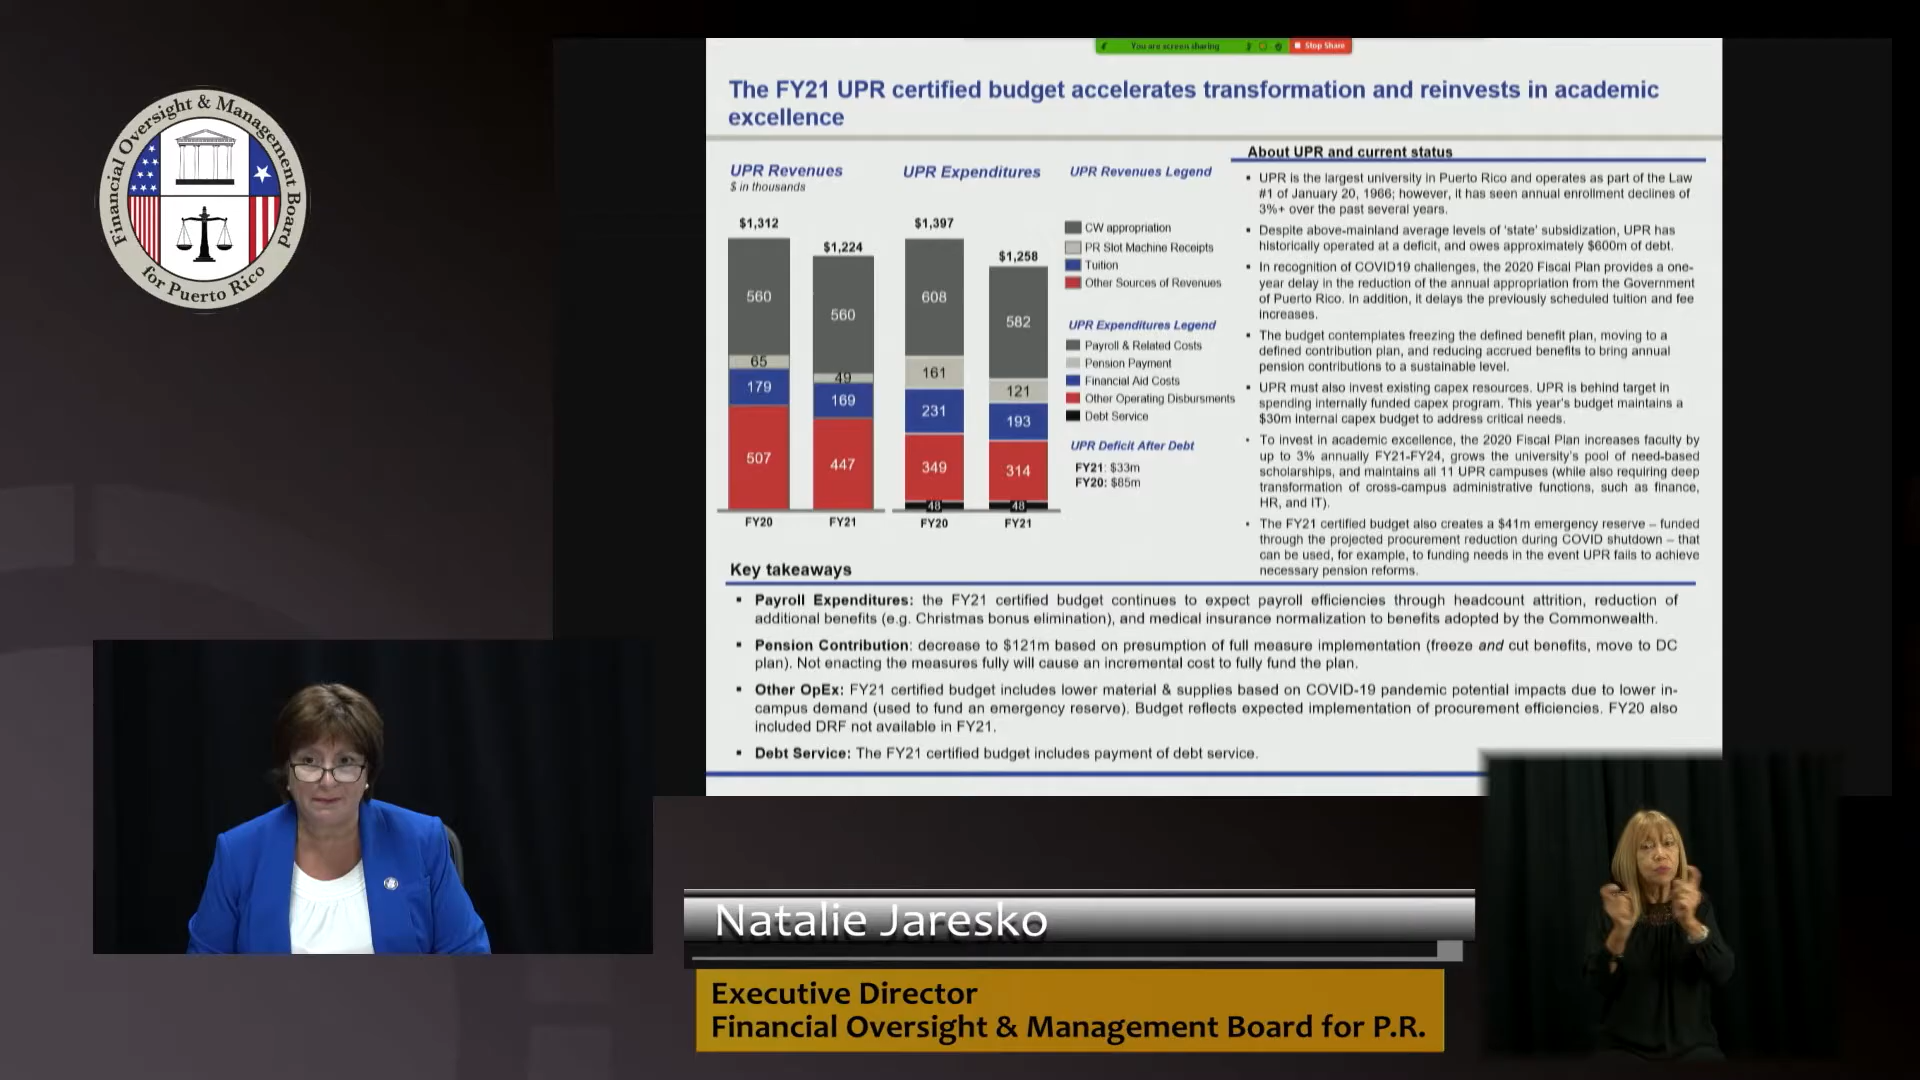 Financial Oversight & Management Board
for Puerto Rico
You are screen sharing
Stop Share
The FY21 UPR certified budget accelerates transformation and reinvests in academic
excellence
UPR Revenues
$ in thousands
$1,312
$1,224
560
560
65
49
179
169
507
447
FY20
FY21
UPR Expenditures
$1,397
$1,258
608
582
161
121
231
193
349
314
48
48
FY20
FY21
UPR Revenues Legend
CW appropriation
PR Slot Machine Receipts
Tuition
Other Sources of Revenues
UPR Expenditures Legend
Payroll & Related Costs
Pension Payment
Financial Aid Costs
Other Operating Disbursments
Debt Service
UPR Deficit After Debt
FY21: $33m
FY20: $85m
About UPR and current status
▪ UPR is the largest university in Puerto Rico and operates as part of the Law
#1 of January 20, 1966; however, it has seen annual enrollment declines of
3%+ over the past several years.
▪ Despite above-mainland average levels of ‘state’ subsidization, UPR has
historically operated at a deficit, and owes approximately $600m of debt.
▪ In recognition of COVID19 challenges, the 2020 Fiscal Plan provides a one-
year delay in the reduction of the annual appropriation from the Government
of Puerto Rico. In addition, it delays the previously scheduled tuition and fee
increases.
▪ The budget contemplates freezing the defined benefit plan, moving to a
defined contribution plan, and reducing accrued benefits to bring annual
pension contributions to a sustainable level.
▪ UPR must also invest existing capex resources. UPR is behind target in
spending internally funded capex program. This year's budget maintains a
$30m internal capex budget to address critical needs.
▪ To invest in academic excellence, the 2020 Fiscal Plan increases faculty by
up to 3% annually FY21-FY24, grows the university's pool of need-based
scholarships, and maintains all 11 UPR campuses (while also requiring deep
transformation of cross-campus administrative functions, such as finance,
HR, and IT).
▪ The FY21 certified budget also creates a $41m emergency reserve – funded
through the projected procurement reduction during COVID shutdown – that
can be used, for example, to funding needs in the event UPR fails to achieve
necessary pension reforms.
Key takeaways
▪ Payroll Expenditures: the FY21 certified budget continues to expect payroll efficiencies through headcount attrition, reduction of
additional benefits (e.g. Christmas bonus elimination), and medical insurance normalization to benefits adopted by the Commonwealth.
▪ Pension Contribution: decrease to $121m based on presumption of full measure implementation (freeze and cut benefits, move to DC
plan). Not enacting the measures fully will cause an incremental cost to fully fund the plan.
▪ Other OpEx: FY21 certified budget includes lower material & supplies based on COVID-19 pandemic potential impacts due to lower in-
campus demand (used to fund an emergency reserve). Budget reflects expected implementation of procurement efficiencies. FY20 also
included DRF not available in FY21.
▪ Debt Service: The FY21 certified budget includes payment of debt service.
Natalie Jaresko
Executive Director
Financial Oversight & Management Board for P.R.